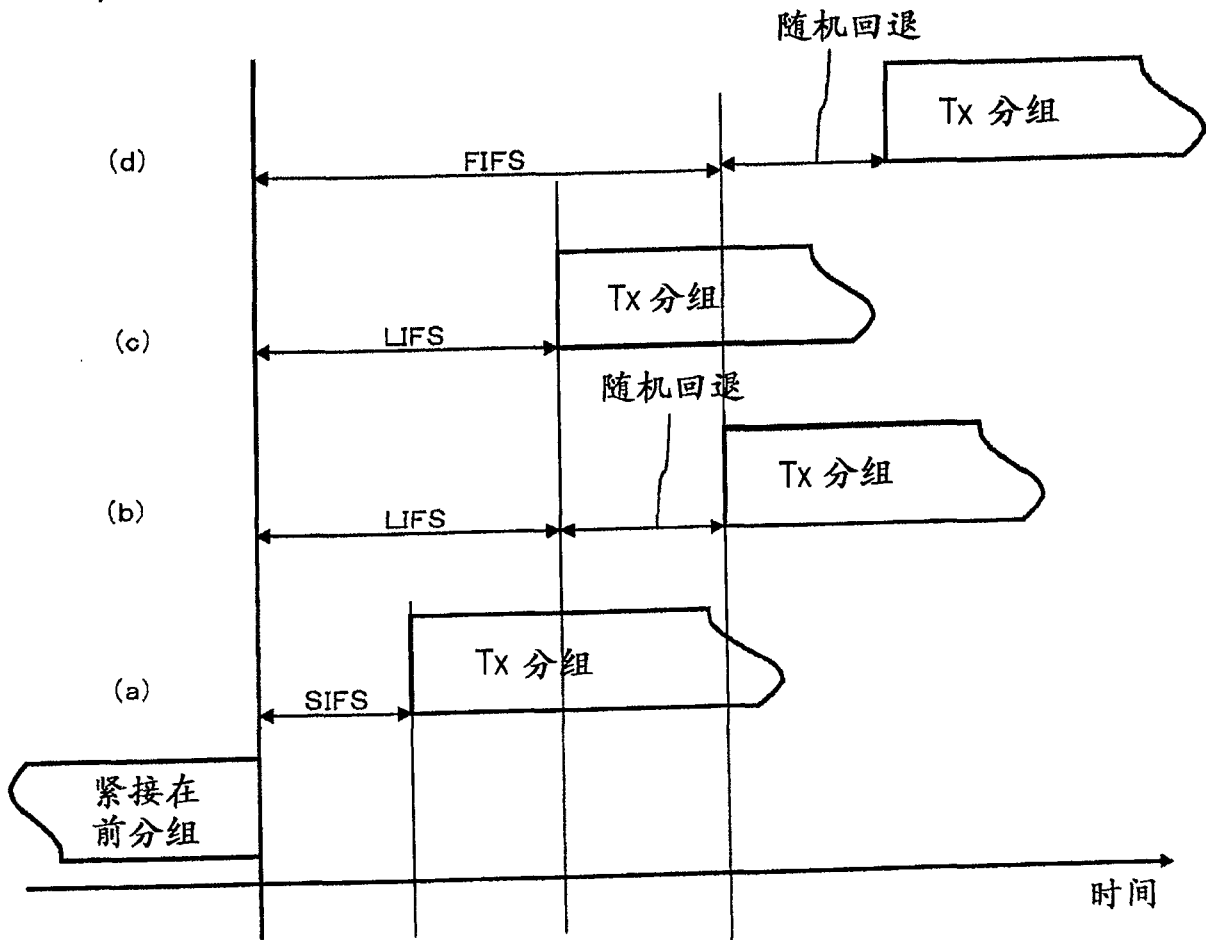 随机回退
Tx 分组
(d)
FIFS
Tx 分组
(c)
LIFS
随机回退
Tx 分组
(b)
LIFS
Tx 分组
(a)
SIFS
紧接在
前分组
时间